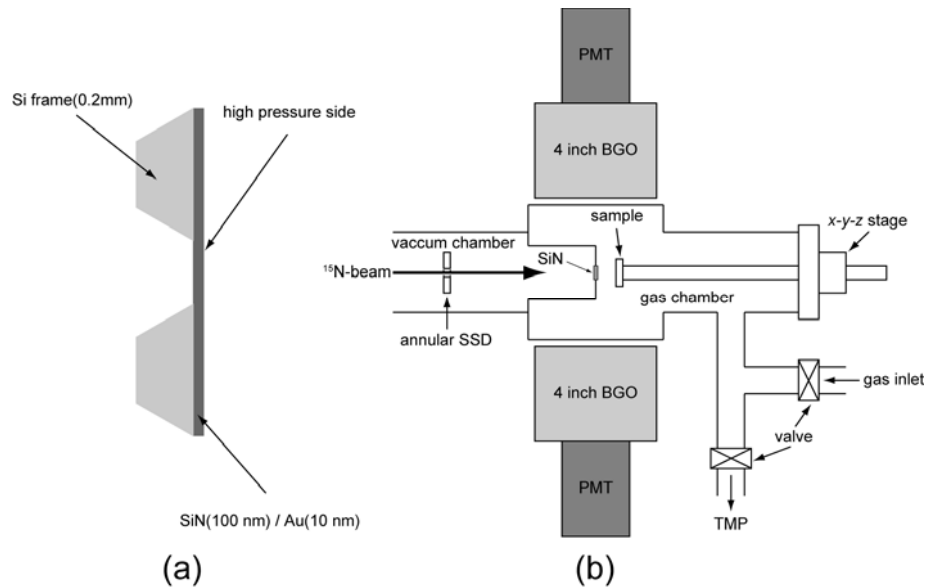 Si frame(0.2mm)
high pressure side
SiN(100 nm) / Au(10 nm)
(a)
PMT
4 inch BGO
sample
x-y-z stage
vaccum chamber
SiN
¹⁵N-beam
gas chamber
annular SSD
gas inlet
4 inch BGO
valve
PMT
TMP
(b)